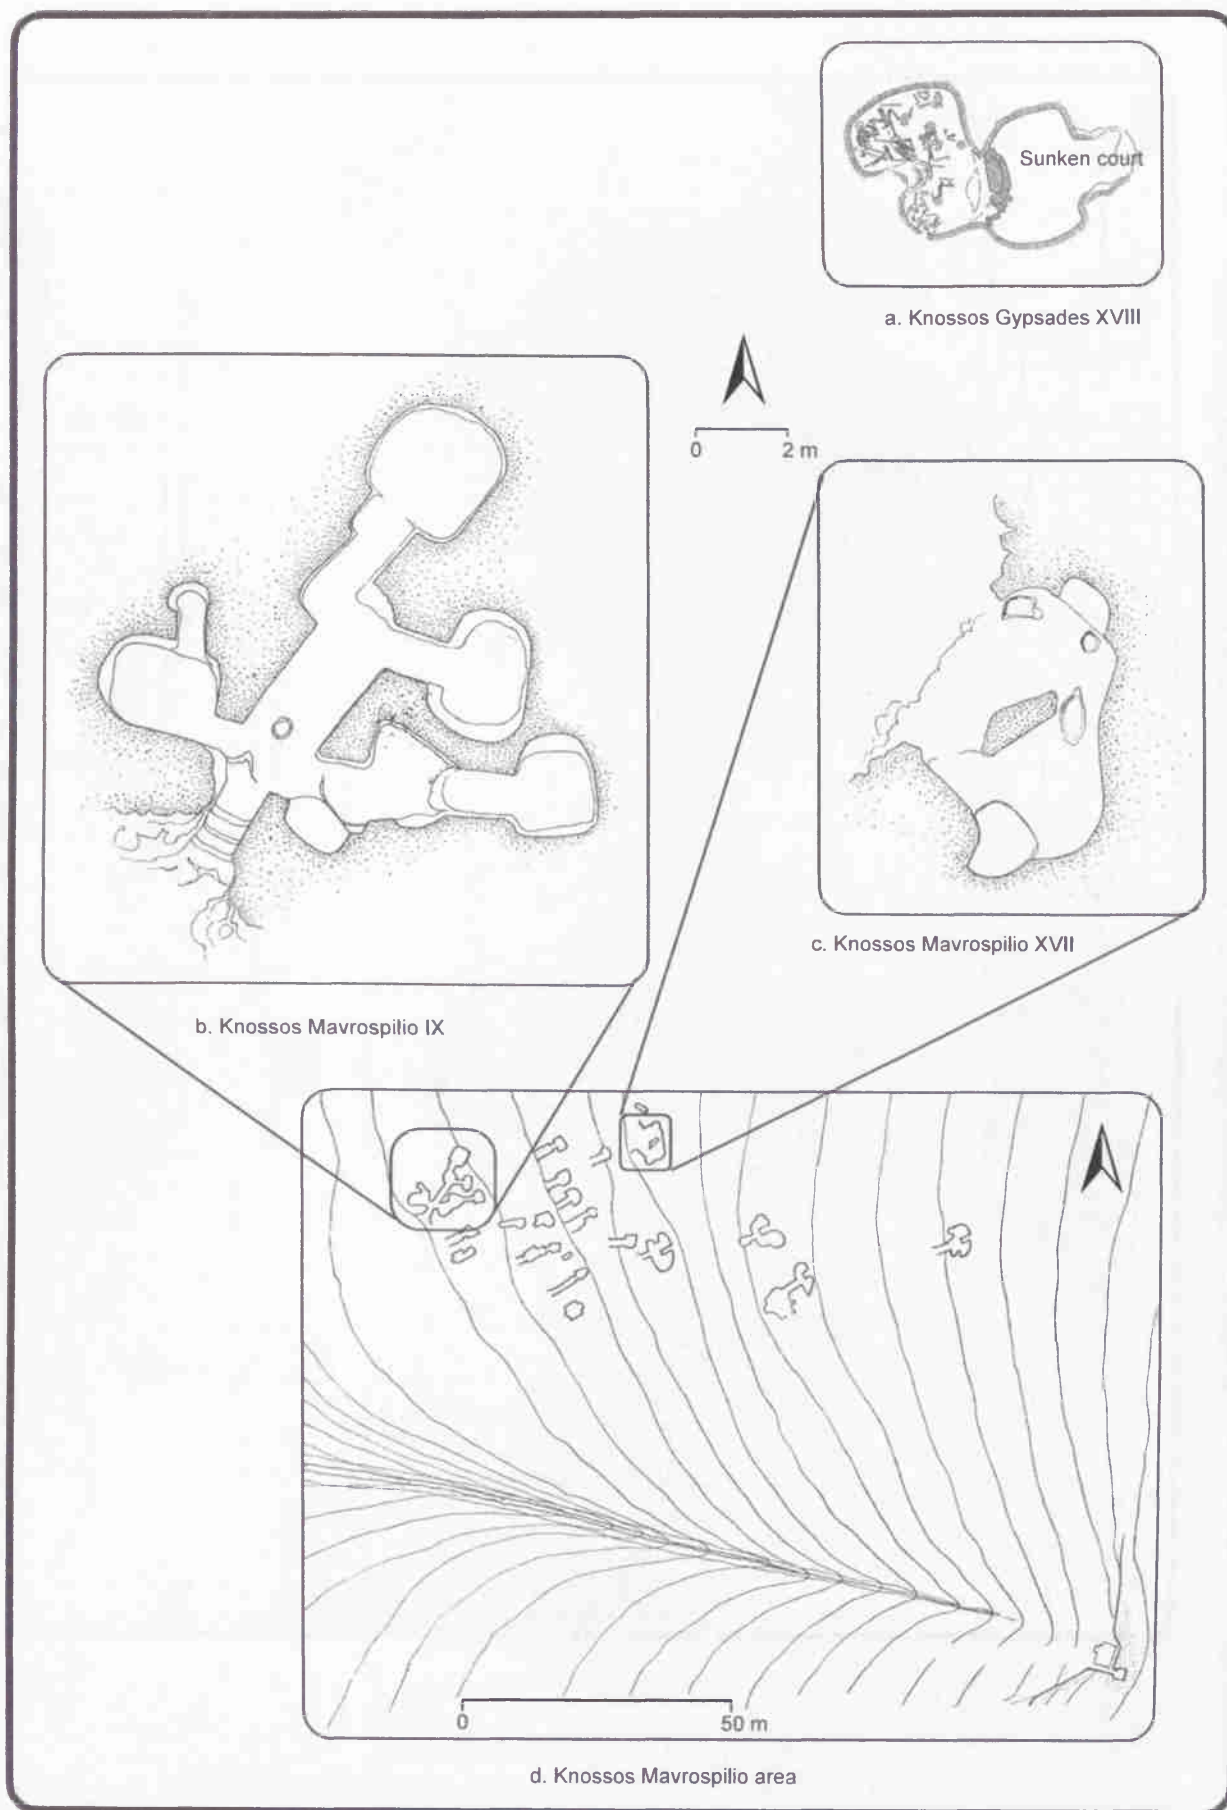 Sunken court
a. Knossos Gypsades XVIII
0 2 m
c. Knossos Mavrospilio XVII
b. Knossos Mavrospilio IX
0 50 m
d. Knossos Mavrospilio area